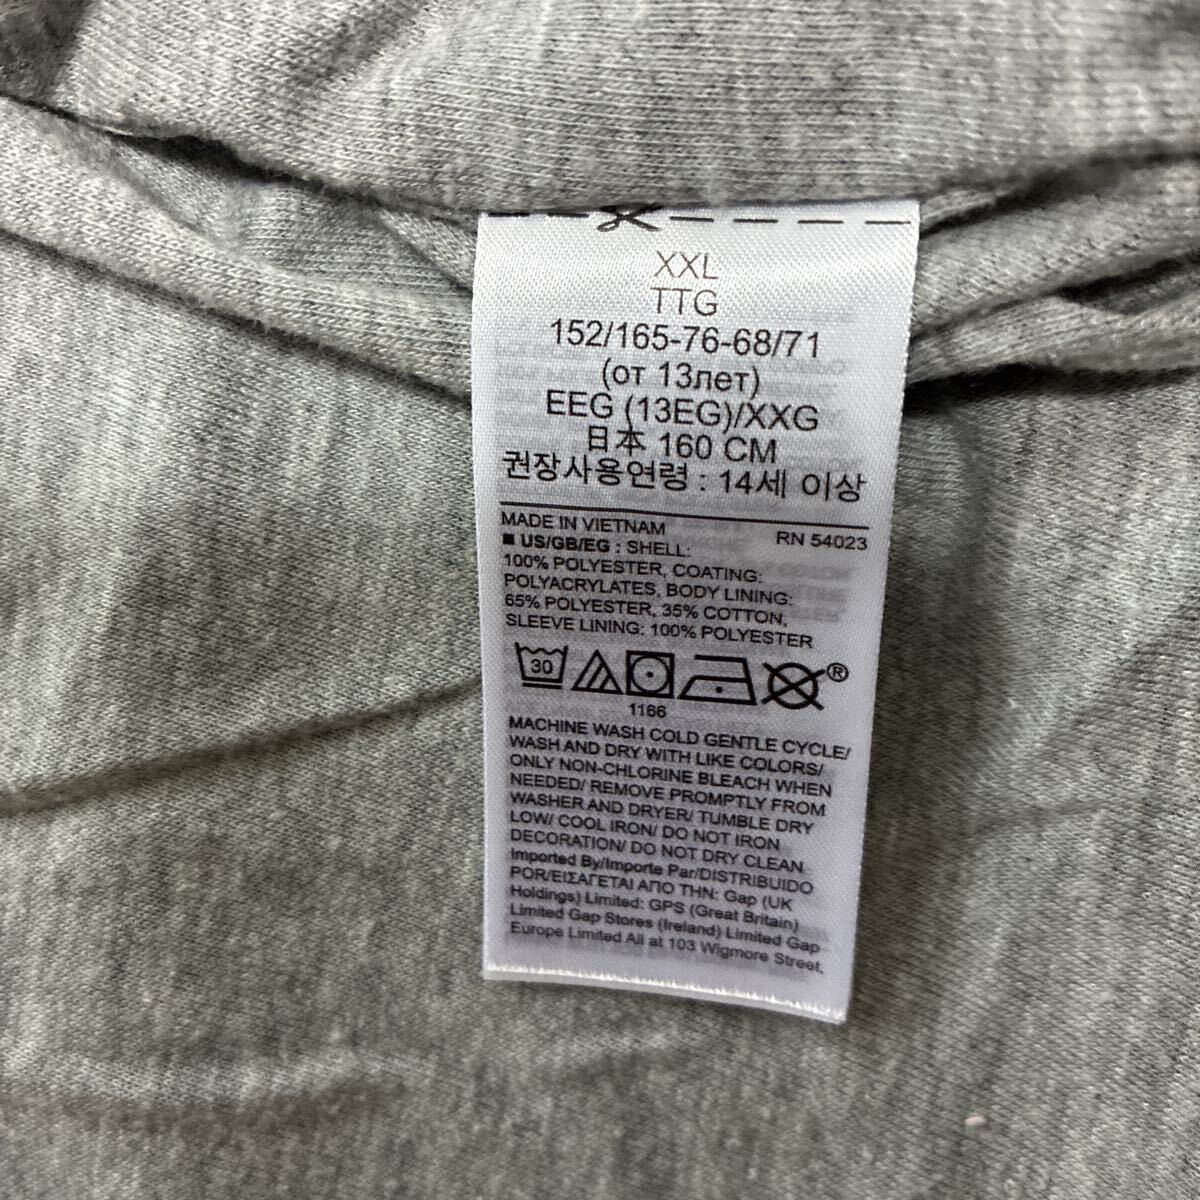 XXL
TTG
152/165-76-68/71
(от 13лет)
EEG (13EG)/XXG
日本 160 CM
권장사용연령 : 14세 이상
MADE IN VIETNAM RN 54023
■ US/GB/EG : SHELL:
100% POLYESTER, COATING:
POLYACRYLATES, BODY LINING:
65% POLYESTER, 35% COTTON,
SLEEVE LINING: 100% POLYESTER
30 ®
1166
MACHINE WASH COLD GENTLE CYCLE/
WASH AND DRY WITH LIKE COLORS/
ONLY NON-CHLORINE BLEACH WHEN
NEEDED/ REMOVE PROMPTLY FROM
WASHER AND DRYER/ TUMBLE DRY
LOW/ COOL IRON/ DO NOT IRON
DECORATION/ DO NOT DRY CLEAN
Imported By/Importe Par/DISTRIBUIDO
POR/ΕΙΣΑΓΕΤΑΙ ΑΠΟ ΤΗΝ: Gap (UK
Holdings) Limited: GPS (Great Britain)
Limited Gap Stores (Ireland) Limited Gap
Europe Limited All at 103 Wigmore Street,